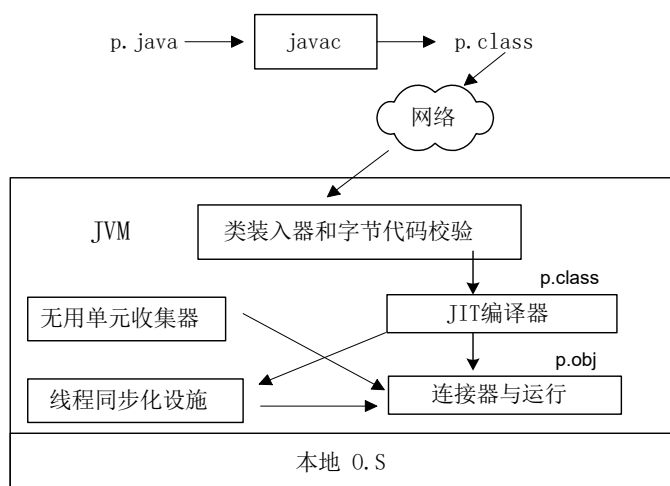 p.java
javac
p.class
网络
JVM
类装入器和字节代码校验
p.class
无用单元收集器
JIT编译器
p.obj
线程同步化设施
连接器与运行
本地 O.S